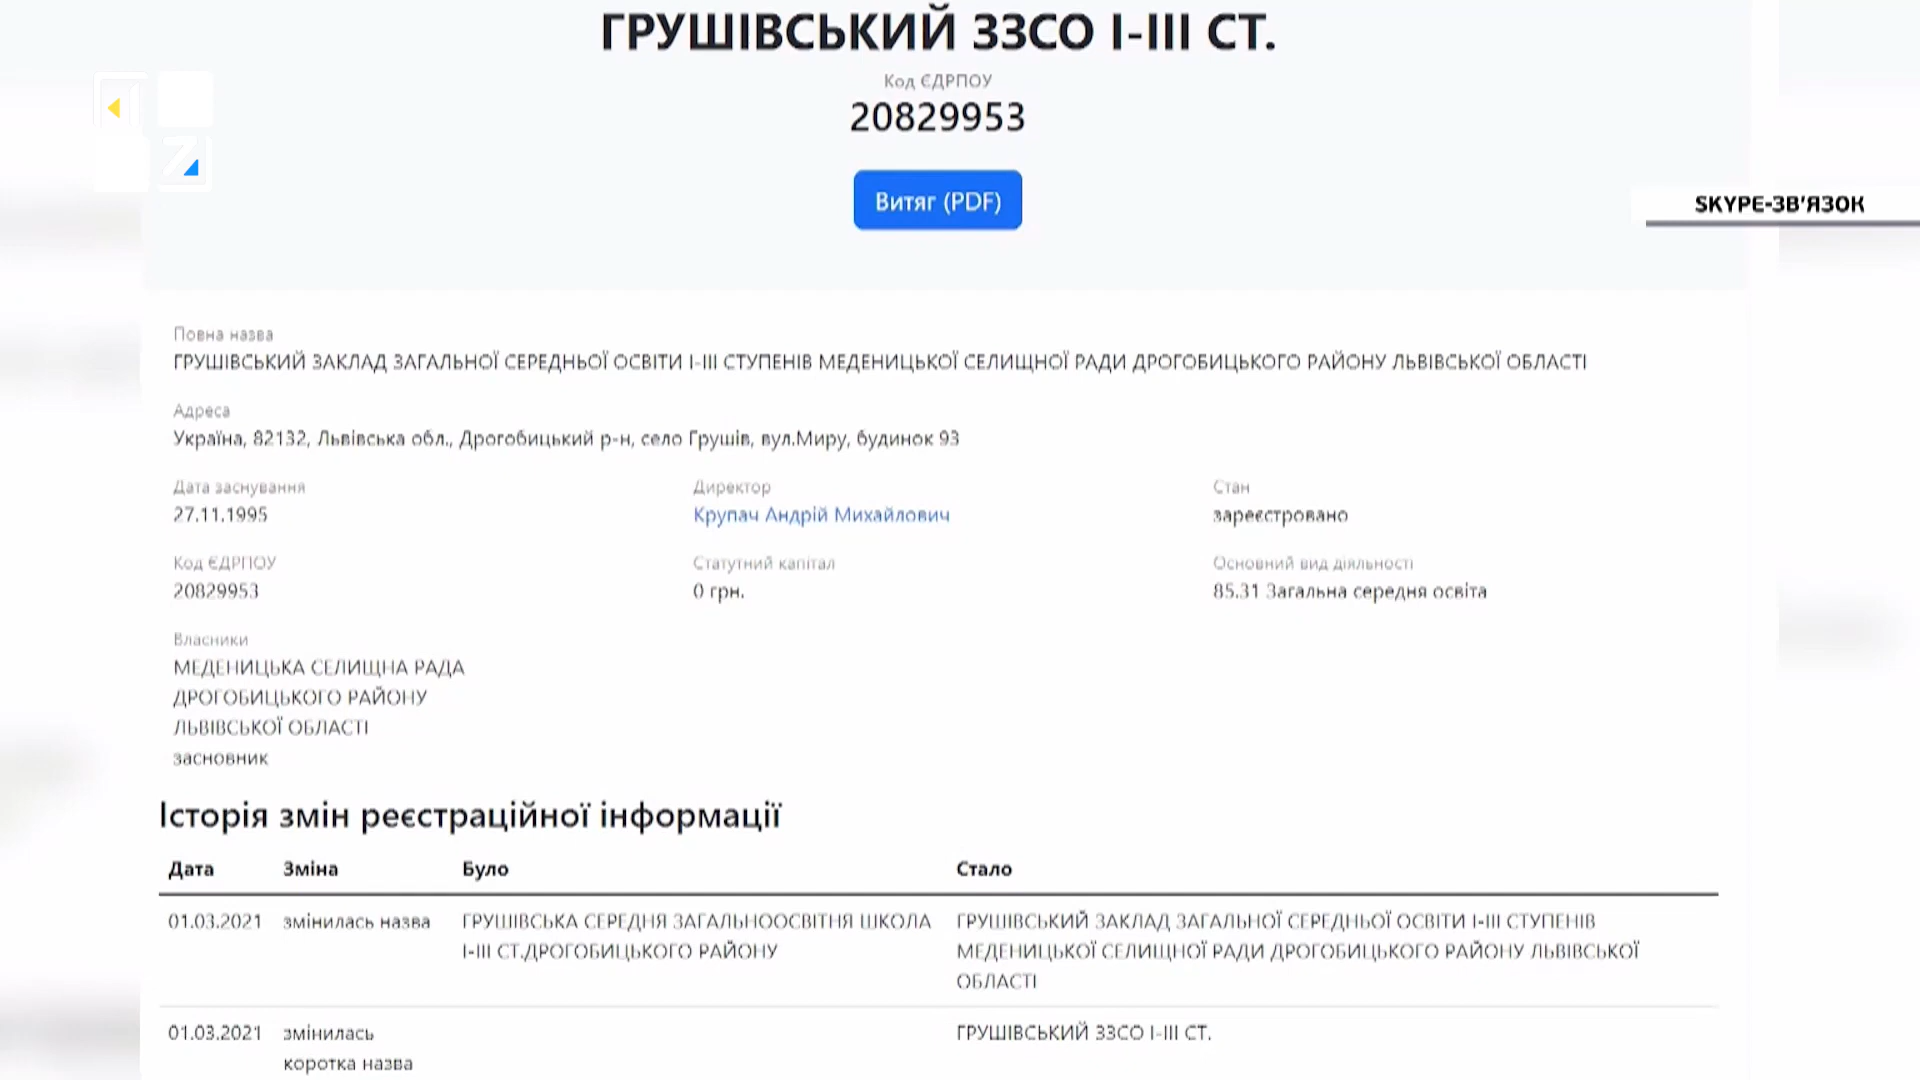 ГРУШІВСЬКИЙ ЗЗСО І-ІІІ СТ.
Код ЄДРПОУ
20829953
Витяг (PDF)
SKYPE-ЗВ'ЯЗОК
Повна назва
ГРУШІВСЬКИЙ ЗАКЛАД ЗАГАЛЬНОЇ СЕРЕДНЬОЇ ОСВІТИ І-ІІІ СТУПЕНІВ МЕДЕНИЦЬКОЇ СЕЛИЩНОЇ РАДИ ДРОГОБИЦЬКОГО РАЙОНУ ЛЬВІВСЬКОЇ ОБЛАСТІ
Адреса
Україна, 82132, Львівська обл., Дрогобицький р-н, село Грушів, вул.Миру, будинок 93
Дата заснування Директор Стан
27.11.1995 Крупач Андрій Михайлович зареєстровано
Код ЄДРПОУ Статутний капітал Основний вид діяльності
20829953 0 грн. 85.31 Загальна середня освіта
Власники
МЕДЕНИЦЬКА СЕЛИЩНА РАДА
ДРОГОБИЦЬКОГО РАЙОНУ
ЛЬВІВСЬКОЇ ОБЛАСТІ
засновник
Історія змін реєстраційної інформації
Дата Зміна Було Стало
01.03.2021 змінилась назва ГРУШІВСЬКА СЕРЕДНЯ ЗАГАЛЬНООСВІТНЯ ШКОЛА ГРУШІВСЬКИЙ ЗАКЛАД ЗАГАЛЬНОЇ СЕРЕДНЬОЇ ОСВІТИ І-ІІІ СТУПЕНІВ
І-ІІІ СТ.ДРОГОБИЦЬКОГО РАЙОНУ МЕДЕНИЦЬКОЇ СЕЛИЩНОЇ РАДИ ДРОГОБИЦЬКОГО РАЙОНУ ЛЬВІВСЬКОЇ
ОБЛАСТІ
01.03.2021 змінилась ГРУШІВСЬКИЙ ЗЗСО І-ІІІ СТ.
коротка назва